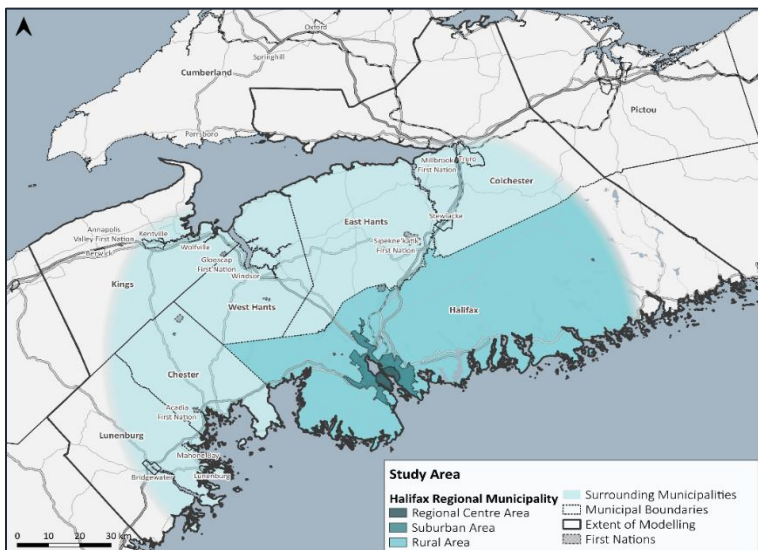 Oxford
Springhill
Cumberland
Pictou
Parrsboro
Millbrook
First Nation
Truro
Colchester
East Hants
Stewiacke
Annapolis
Valley First Nation
Kentville
Sipekne'katik
First Nation
Berwick
Wolfville
Glooscap
First Nation
Windsor
Kings
West Hants
Halifax
Chester
Acadia
First Nation
Lunenburg
Mahone Bay
Bridgewater
Lunenburg
Study Area
Halifax Regional Municipality
Regional Centre Area
Suburban Area
Rural Area
Surrounding Municipalities
Municipal Boundaries
Extent of Modelling
First Nations
0 10 20 30 km